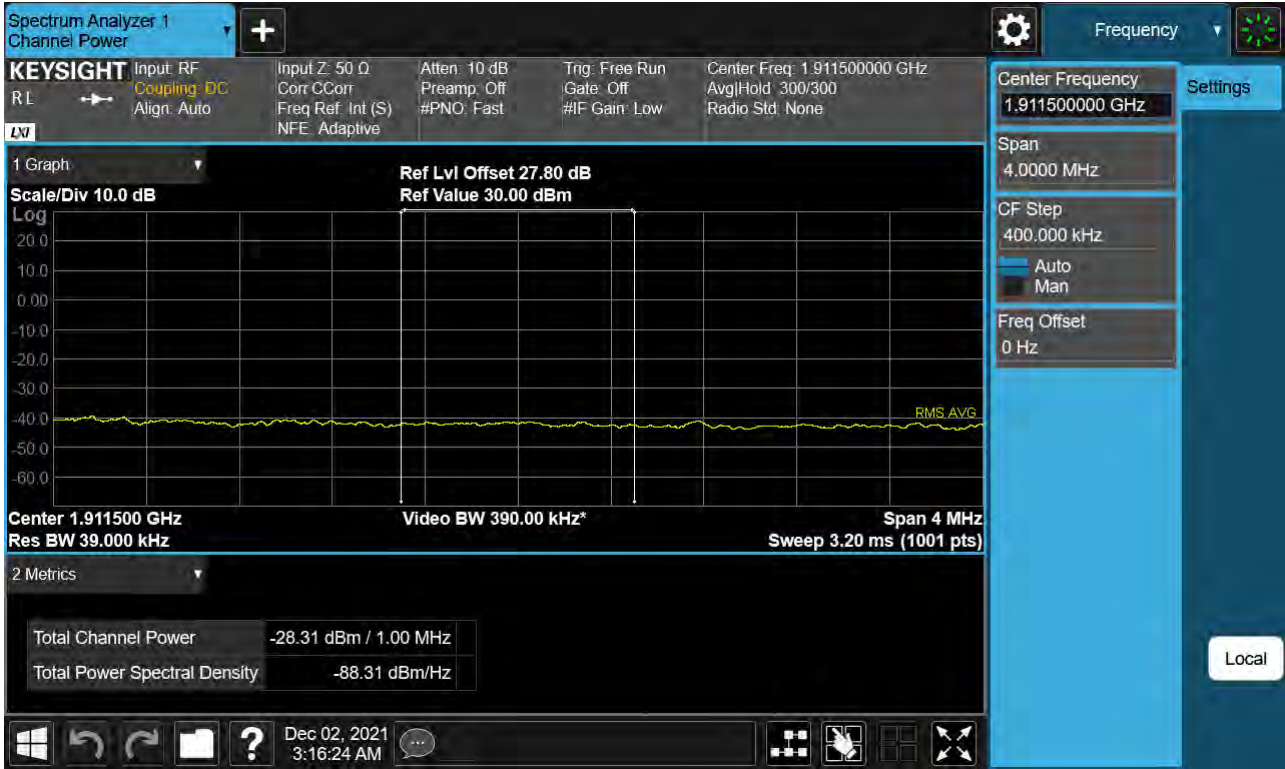 Spectrum Analyzer 1
Channel Power
+
Frequency
KEYSIGHT
R L
LXI
Input: RF
Coupling: DC
Align: Auto
Input Z: 50 Ω
Corr CCorr
Freq Ref: Int (S)
NFE: Adaptive
Atten: 10 dB
Preamp: Off
#PNO: Fast
Trig: Free Run
Gate: Off
#IF Gain: Low
Center Freq: 1.911500000 GHz
Avg|Hold: 300/300
Radio Std: None
Center Frequency
1.911500000 GHz
Settings
Span
4.0000 MHz
CF Step
400.000 kHz
Auto
Man
Freq Offset
0 Hz
1 Graph
Ref Lvl Offset 27.80 dB
Scale/Div 10.0 dB
Ref Value 30.00 dBm
Log
20.0
10.0
0.00
-10.0
-20.0
-30.0
-40.0
RMS AVG
-50.0
-60.0
Center 1.911500 GHz
Video BW 390.00 kHz*
Span 4 MHz
Res BW 39.000 kHz
Sweep 3.20 ms (1001 pts)
2 Metrics
Total Channel Power
-28.31 dBm / 1.00 MHz
Total Power Spectral Density
-88.31 dBm/Hz
Local
?
Dec 02, 2021
3:16:24 AM